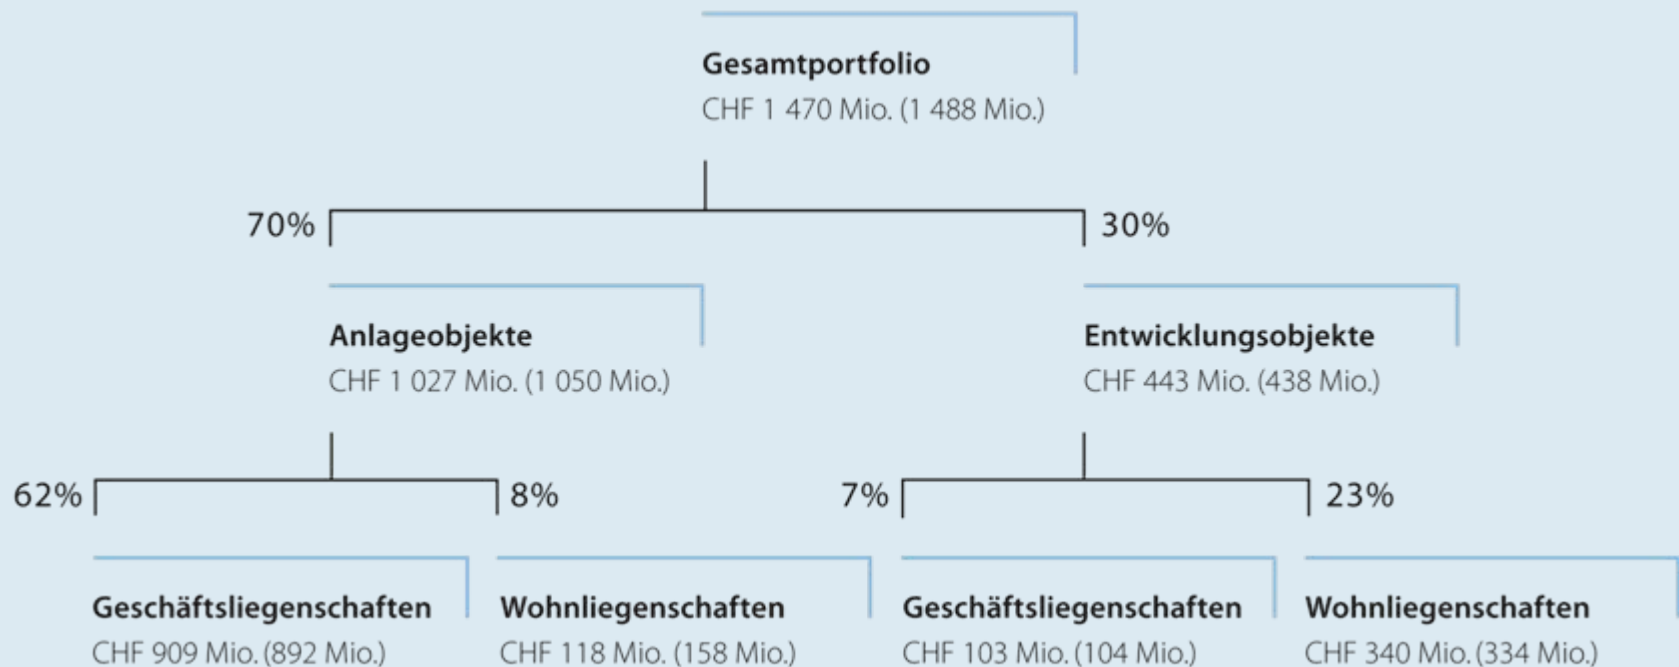 Gesamtportfolio
CHF 1 470 Mio. (1 488 Mio.)
70%
30%
Anlageobjekte
CHF 1 027 Mio. (1 050 Mio.)
Entwicklungsobjekte
CHF 443 Mio. (438 Mio.)
62%
8%
7%
23%
Geschäftsliegenschaften
CHF 909 Mio. (892 Mio.)
Wohnliegenschaften
CHF 118 Mio. (158 Mio.)
Geschäftsliegenschaften
CHF 103 Mio. (104 Mio.)
Wohnliegenschaften
CHF 340 Mio. (334 Mio.)